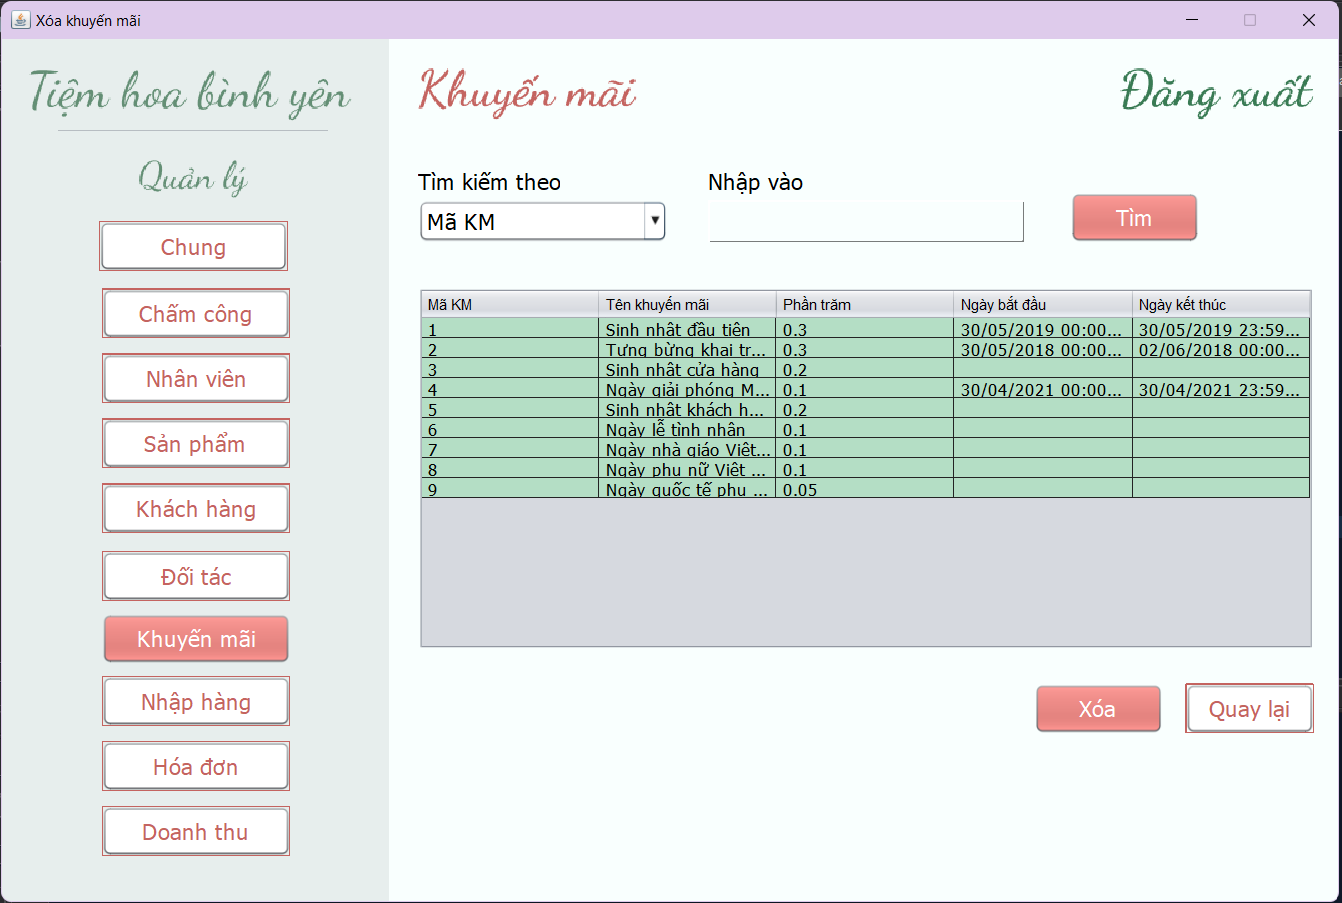 Xóa khuyến mãi
Tiệm hoa bình yên
Quản lý
Chung
Chấm công
Nhân viên
Sản phẩm
Khách hàng
Đối tác
Khuyến mãi
Nhập hàng
Hóa đơn
Doanh thu
Khuyến mãi
Đăng xuất
Tìm kiếm theo Nhập vào
Mã KM
Tìm
Mã KM Tên khuyến mãi Phần trăm Ngày bắt đầu Ngày kết thúc
1 Sinh nhật đầu tiên 0.3 30/05/2019 00:00... 30/05/2019 23:59...
2 Tưng bừng khai tr... 0.3 30/05/2018 00:00... 02/06/2018 00:00...
3 Sinh nhật cửa hàng 0.2
4 Ngày giải phóng M... 0.1 30/04/2021 00:00... 30/04/2021 23:59...
5 Sinh nhật khách h... 0.2
6 Ngày lễ tình nhân 0.1
7 Ngày nhà giáo Việt... 0.1
8 Ngày phụ nữ Việt ... 0.1
9 Ngày quốc tế phụ ... 0.05
Xóa
Quay lại